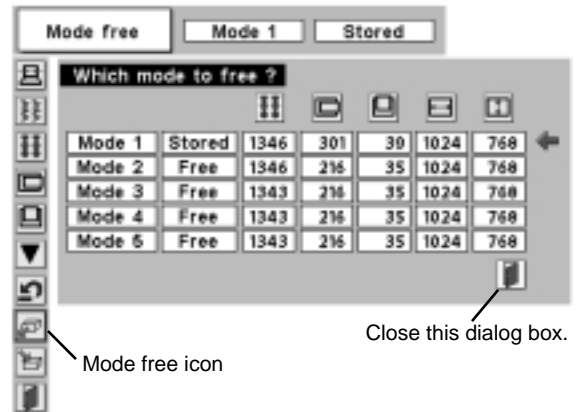 Mode free Mode 1 Stored
Which mode to free ?
Mode 1 Stored 1346 301 39 1024 768
Mode 2 Free 1346 216 35 1024 768
Mode 3 Free 1343 216 35 1024 768
Mode 4 Free 1343 216 35 1024 768
Mode 5 Free 1343 216 35 1024 768
Close this dialog box.
Mode free icon